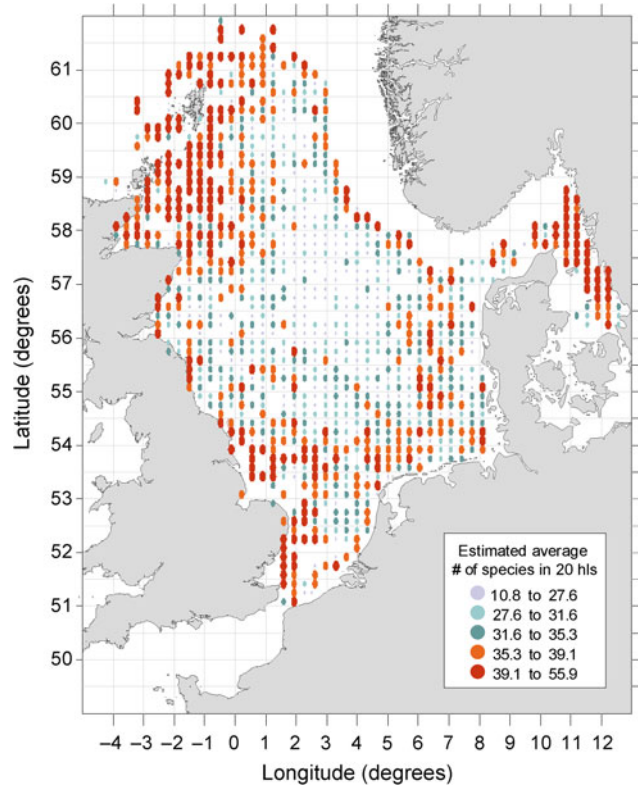 61
60
59
58
57
56
55
54
53
52
51
50
Latitude (degrees)
Estimated average
# of species in 20 hls
10.8 to 27.6
27.6 to 31.6
31.6 to 35.3
35.3 to 39.1
39.1 to 55.9
−4 −3 −2 −1 0 1 2 3 4 5 6 7 8 9 10 11 12
Longitude (degrees)